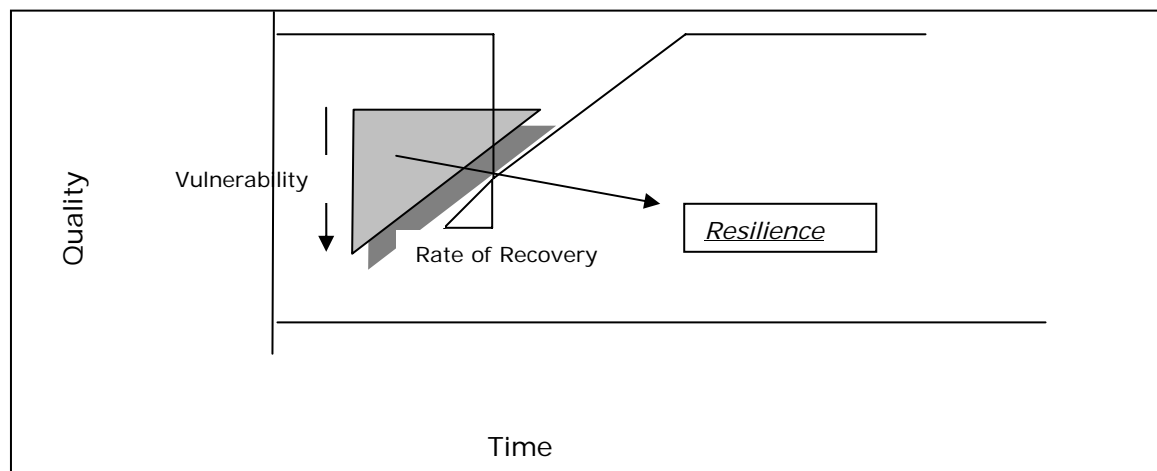 Quality
Vulnerability
Resilience
Rate of Recovery
Time